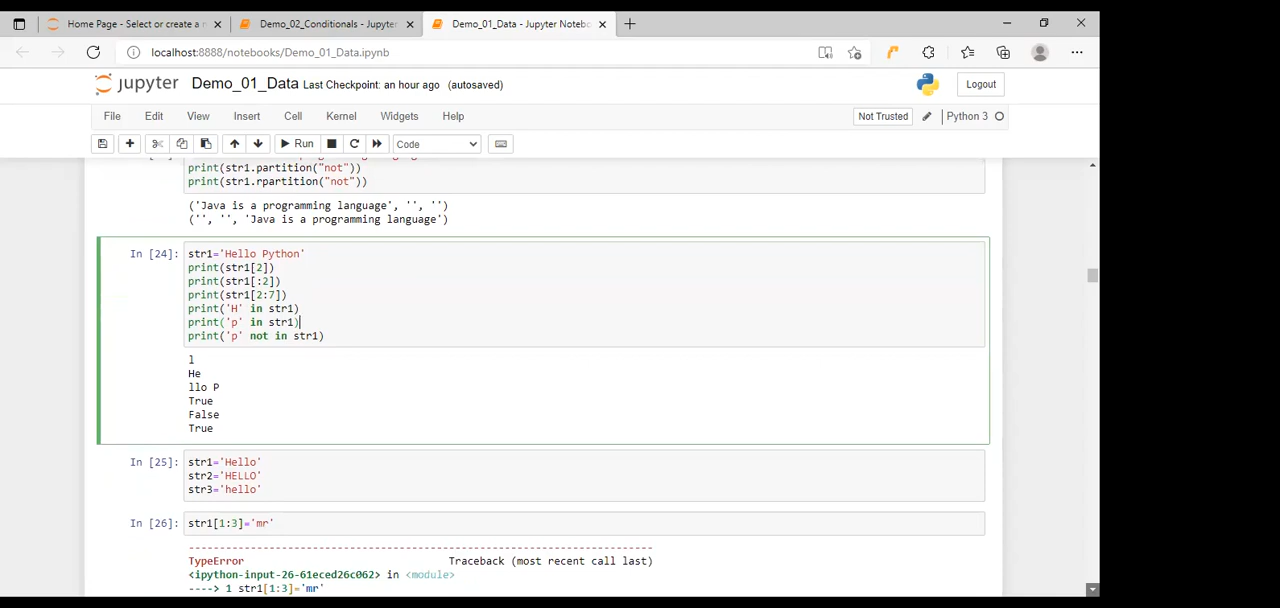 Home Page - Select or create a n
Demo_02_Conditionals - Jupyter
Demo_01_Data - Jupyter Notebo
localhost:8888/notebooks/Demo_01_Data.ipynb
jupyter Demo_01_Data Last Checkpoint: an hour ago (autosaved)
Logout
File Edit View Insert Cell Kernel Widgets Help
Not Trusted
Python 3
Run
Code
print(str1.partition("not"))
print(str1.rpartition("not"))
('Java is a programming language', '', '')
('', '', 'Java is a programming language')
In [24]: str1='Hello Python'
print(str1[2])
print(str1[:2])
print(str1[2:7])
print('H' in str1)
print('p' in str1)
print('p' not in str1)
l
He
llo P
True
False
True
In [25]: str1='Hello'
str2='HELLO'
str3='hello'
In [26]: str1[1:3]='mr'
---------------------------------------------------------------------------
TypeError Traceback (most recent call last)
<ipython-input-26-61eced26c062> in <module>
----> 1 str1[1:3]='mr'